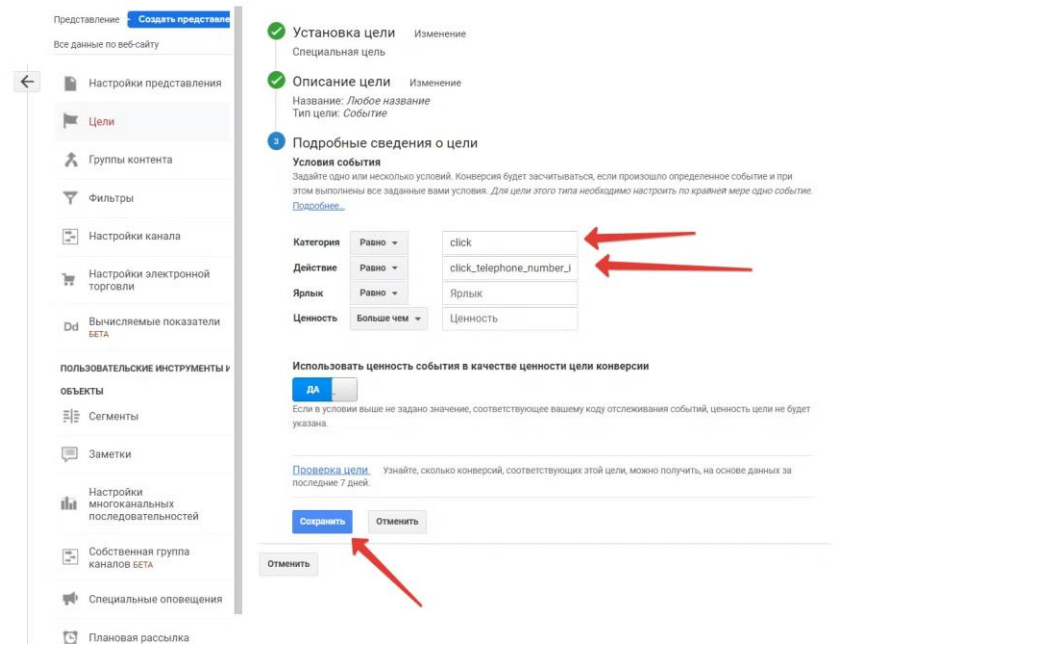 Представление
Создать представле
Все данные по веб-сайту
Настройки представления
Цели
Группы контента
Фильтры
Настройки канала
Настройки электронной
торговли
Dd Вычисляемые показатели
БЕТА
ПОЛЬЗОВАТЕЛЬСКИЕ ИНСТРУМЕНТЫ И
ОБЪЕКТЫ
Сегменты
Заметки
Настройки
многоканальных
последовательностей
Собственная группа
каналов БЕТА
Специальные оповещения
Плановая рассылка
Установка цели Изменение
Специальная цель
Описание цели Изменение
Название: Любое название
Тип цели: Событие
3 Подробные сведения о цели
Условия события
Задайте одно или несколько условий. Конверсия будет засчитываться, если произошло определенное событие и при
этом выполнены все заданные вами условия. Для цели этого типа необходимо настроить по крайней мере одно событие.
Подробнее...
Категория Равно click
Действие Равно click_telephone_number_i
Ярлык Равно Ярлык
Ценность Больше чем Ценность
Использовать ценность события в качестве ценности цели конверсии
ДА
Если в условии выше не задано значение, соответствующее вашему коду отслеживания событий, ценность цели не будет
указана.
Проверка цели Узнайте, сколько конверсий, соответствующих этой цели, можно получить, на основе данных за
последние 7 дней.
Сохранить Отменить
Отменить